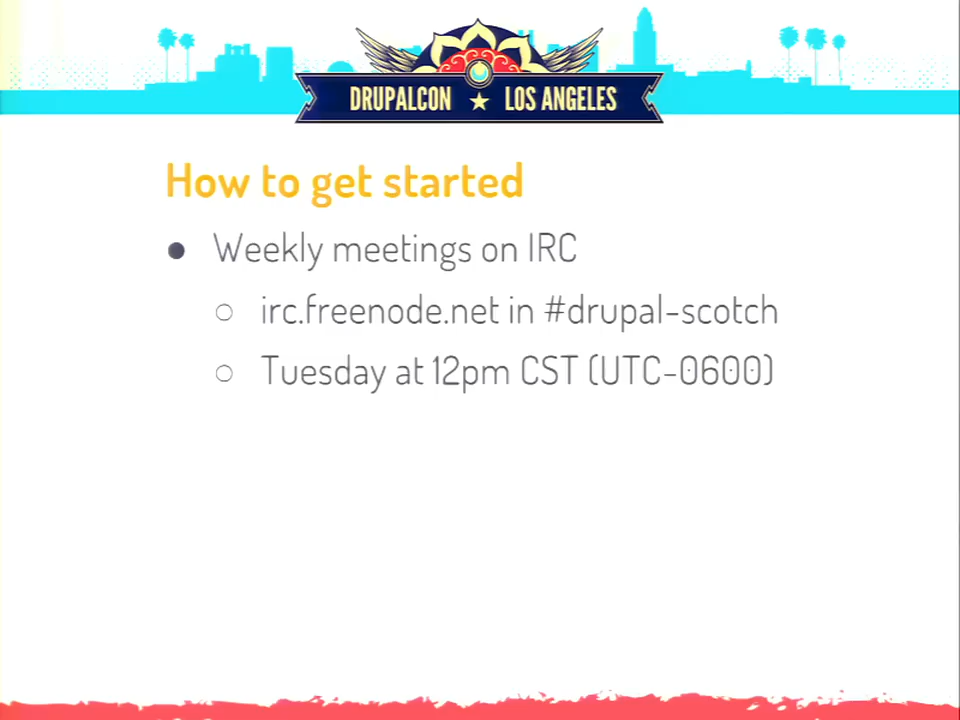 DRUPALCON ★ LOS ANGELES
How to get started
● Weekly meetings on IRC
○ irc.freenode.net in #drupal-scotch
○ Tuesday at 12pm CST (UTC-0600)